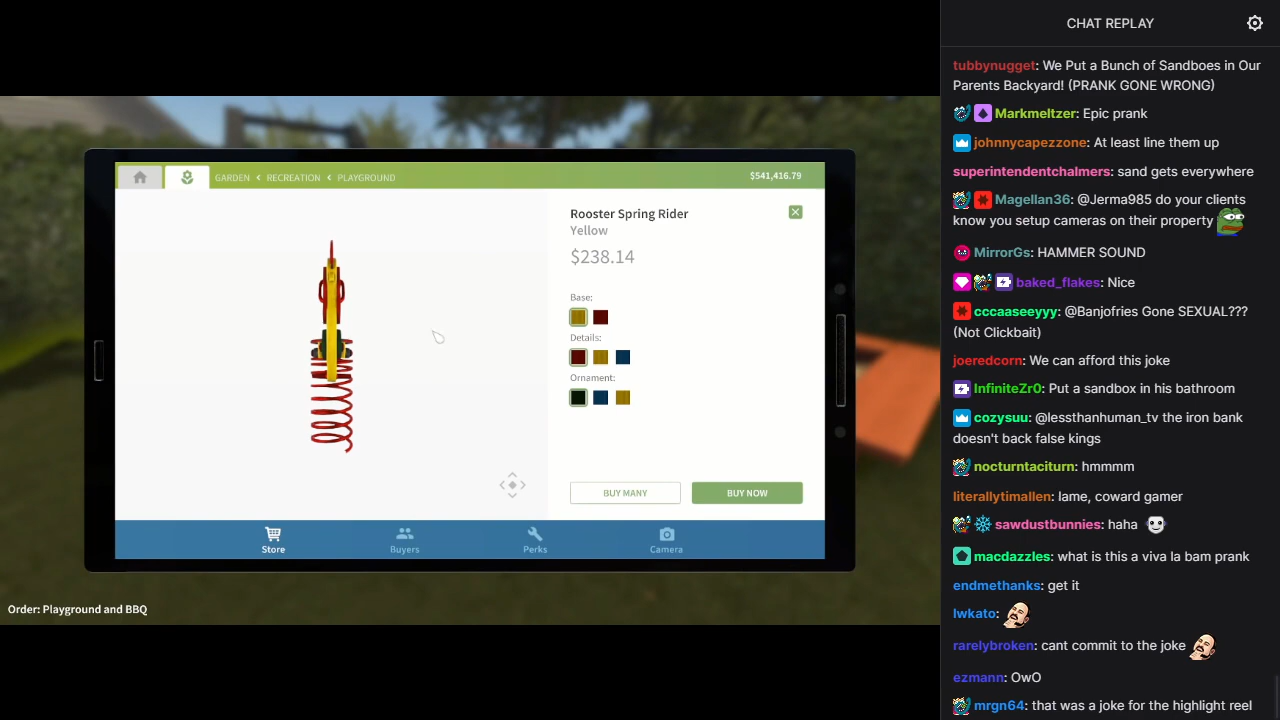 GARDEN < RECREATION < PLAYGROUND
$541,416.79
Rooster Spring Rider
Yellow
$238.14
Base:
Details:
Ornament:
BUY MANY
BUY NOW
Store
Buyers
Perks
Camera
Order: Playground and BBQ
CHAT REPLAY
tubbynugget: We Put a Bunch of Sandboes in Our
Parents Backyard! (PRANK GONE WRONG)
Markmeltzer: Epic prank
johnnycapezzone: At least line them up
superintendentchalmers: sand gets everywhere
Magellan36: @Jerma985 do your clients
know you setup cameras on their property
MirrorGs: HAMMER SOUND
baked_flakes: Nice
cccaaseeyyy: @Banjofries Gone SEXUAL???
(Not Clickbait)
joeredcorn: We can afford this joke
InfiniteZr0: Put a sandbox in his bathroom
cozysuu: @lessthanhuman_tv the iron bank
doesn't back false kings
nocturntaciturn: hmmmm
literallytimallen: lame, coward gamer
sawdustbunnies: haha
macdazzles: what is this a viva la bam prank
endmethanks: get it
lwkato:
rarelybroken: cant commit to the joke
ezmann: OwO
mrgn64: that was a joke for the highlight reel